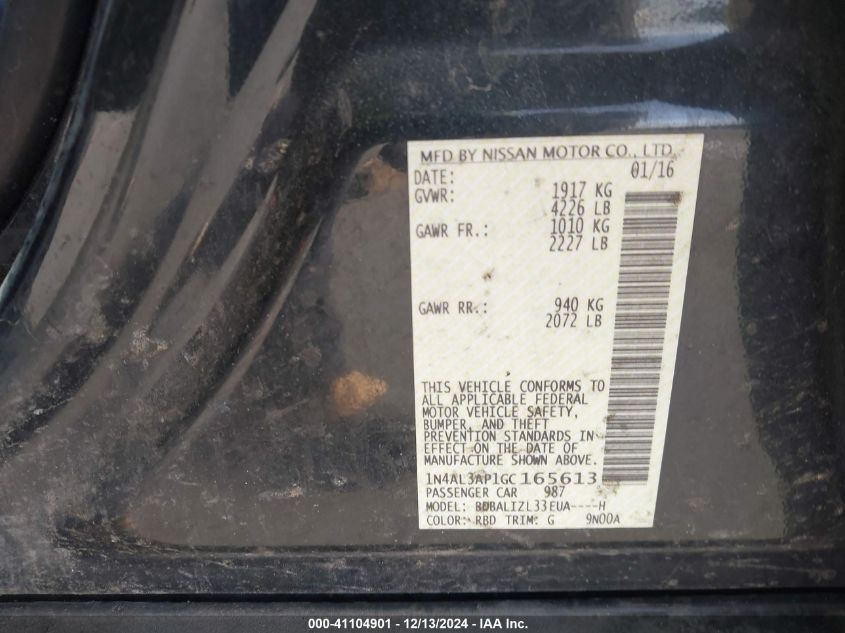 MFD BY NISSAN MOTOR CO., LTD.
DATE: 01/16
GVWR: 1917 KG
4226 LB
GAWR FR.: 1010 KG
2227 LB
GAWR RR.: 940 KG
2072 LB
THIS VEHICLE CONFORMS TO
ALL APPLICABLE FEDERAL
MOTOR VEHICLE SAFETY,
BUMPER, AND THEFT
PREVENTION STANDARDS IN
EFFECT ON THE DATE OF
MANUFACTURE SHOWN ABOVE.
1N4AL3AP1GC165613
PASSENGER CAR 987
MODEL: BDBALIZL33EUA----H
COLOR: RBD TRIM: G 9N00A
000-41104901 - 12/13/2024 - IAA Inc.